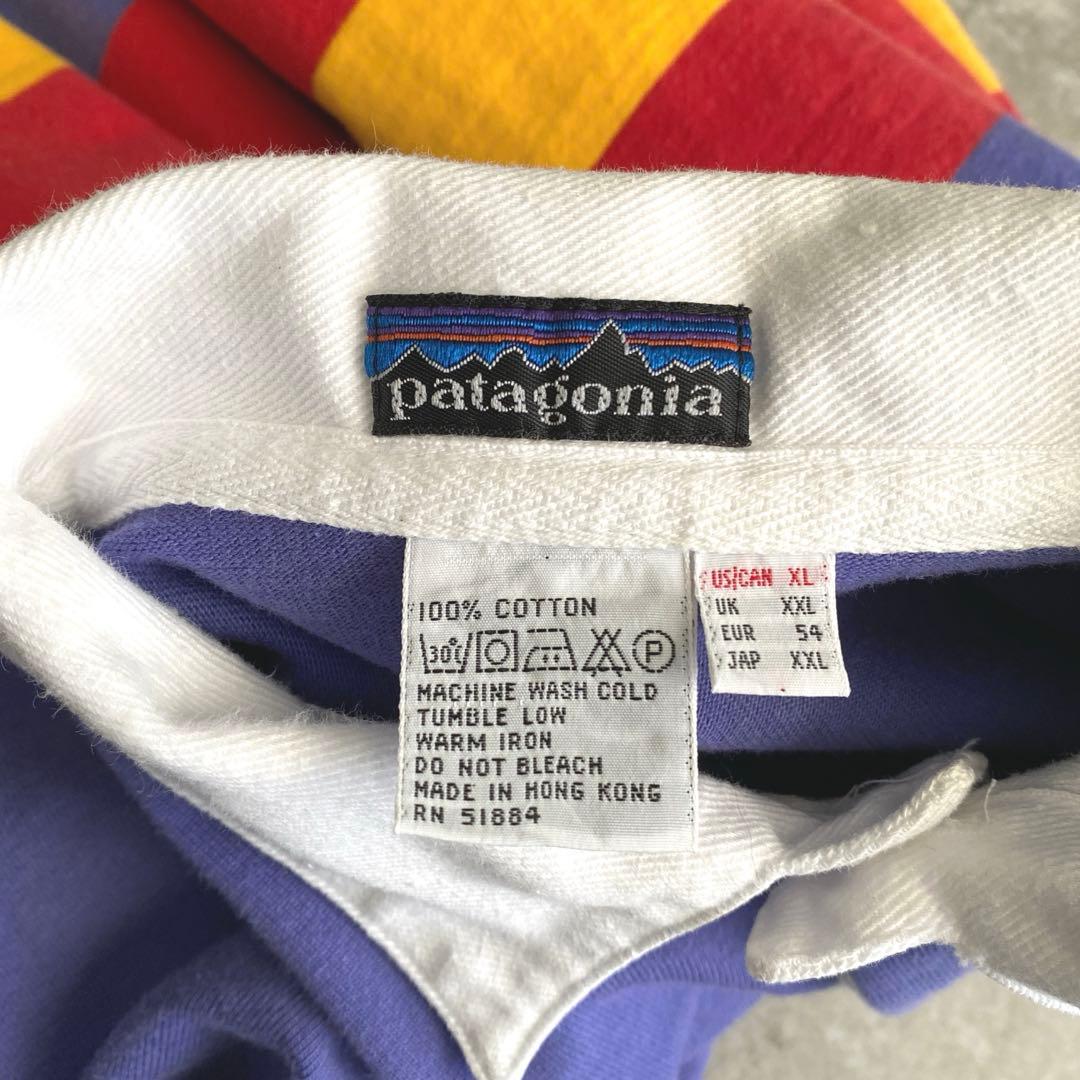 patagonia
100% COTTON
30°C P
MACHINE WASH COLD
TUMBLE LOW
WARM IRON
DO NOT BLEACH
MADE IN HONG KONG
RN 51884
US/CAN XL
UK XXL
EUR 54
JAP XXL